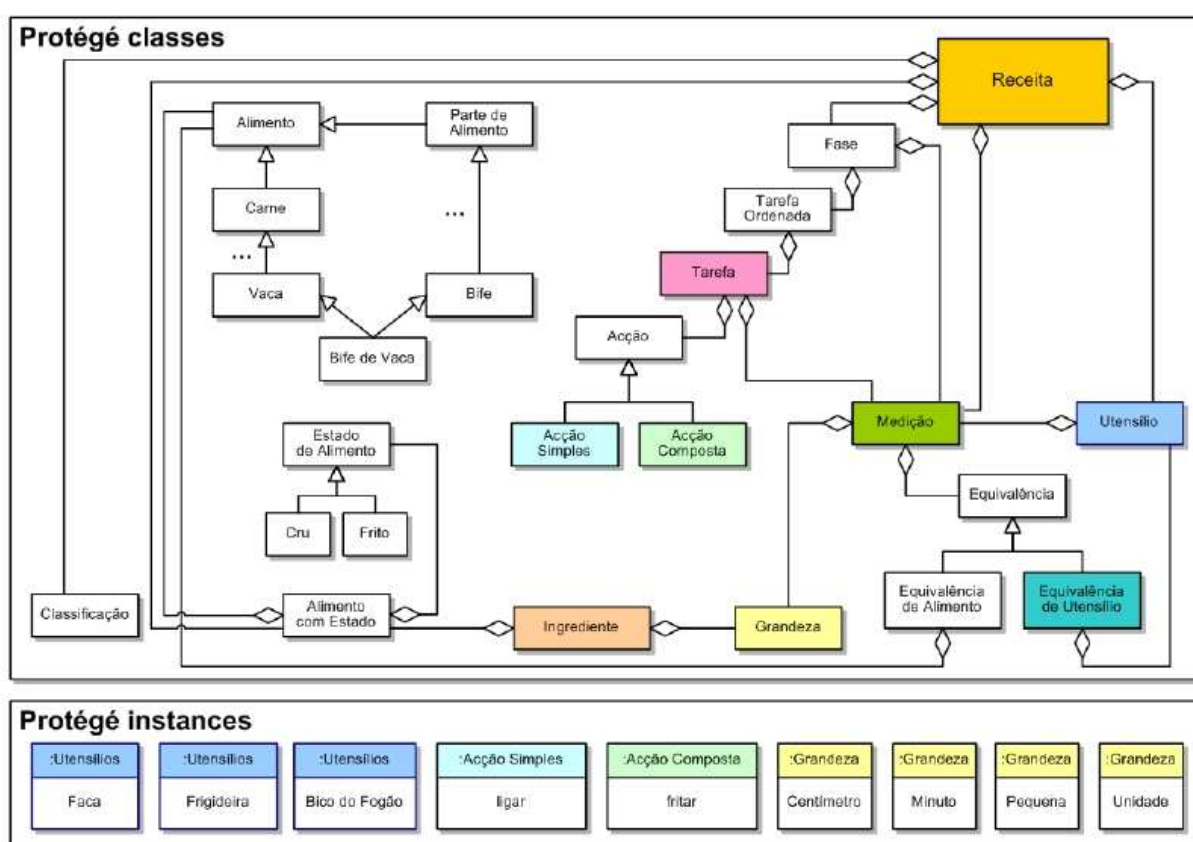 Protégé classes
Receita
Alimento
Parte de
Alimento
Fase
Carne
...
Tarefa
Ordenada
...
Tarefa
Vaca
Bife
Acção
Bife de Vaca
Medição
Utensílio
Estado
de Alimento
Acção
Simples
Acção
Composta
Equivalência
Cru
Frito
Classificação
Alimento
com Estado
Ingrediente
Grandeza
Equivalência
de Alimento
Equivalência
de Utensílio
Protégé instances
:Utensílios
:Utensílios
:Utensílios
:Acção Simples
:Acção Composta
:Grandeza
:Grandeza
:Grandeza
:Grandeza
Faca
Frigideira
Bico do Fogão
ligar
fritar
Centímetro
Minuto
Pequena
Unidade